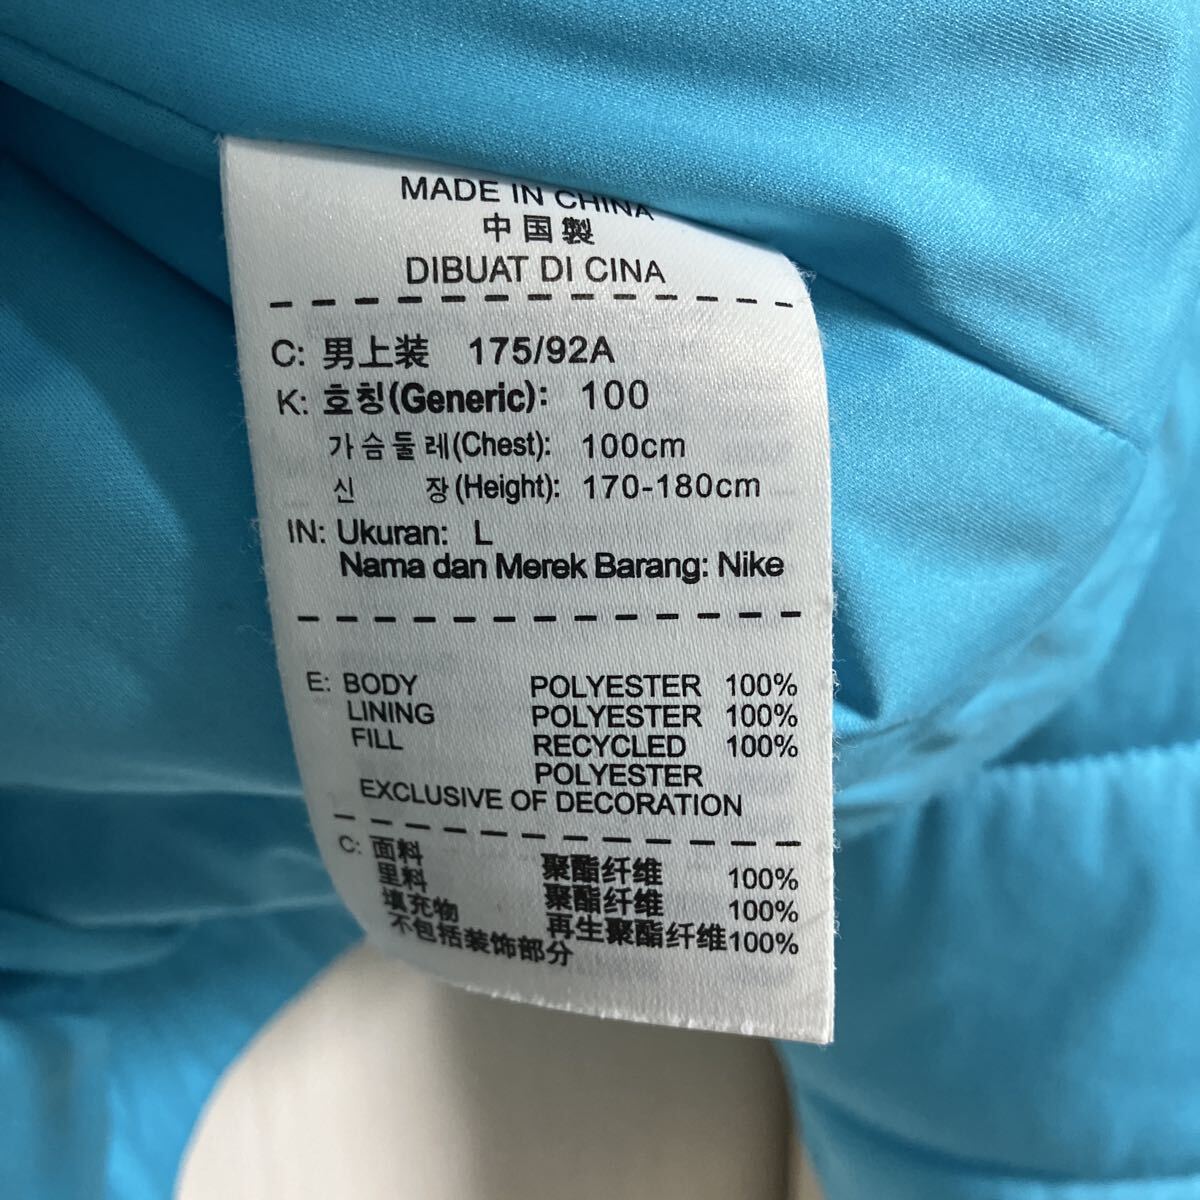 MADE IN CHINA
中国製
DIBUAT DI CINA
C: 男上装 175/92A
K: 호칭(Generic): 100
가슴둘레(Chest): 100cm
신 장(Height): 170-180cm
IN: Ukuran: L
Nama dan Merek Barang: Nike
E: BODY POLYESTER 100%
LINING POLYESTER 100%
FILL RECYCLED 100%
POLYESTER
EXCLUSIVE OF DECORATION
C: 面料 聚酯纤维 100%
里料 聚酯纤维 100%
填充物 再生聚酯纤维100%
不包括装饰部分